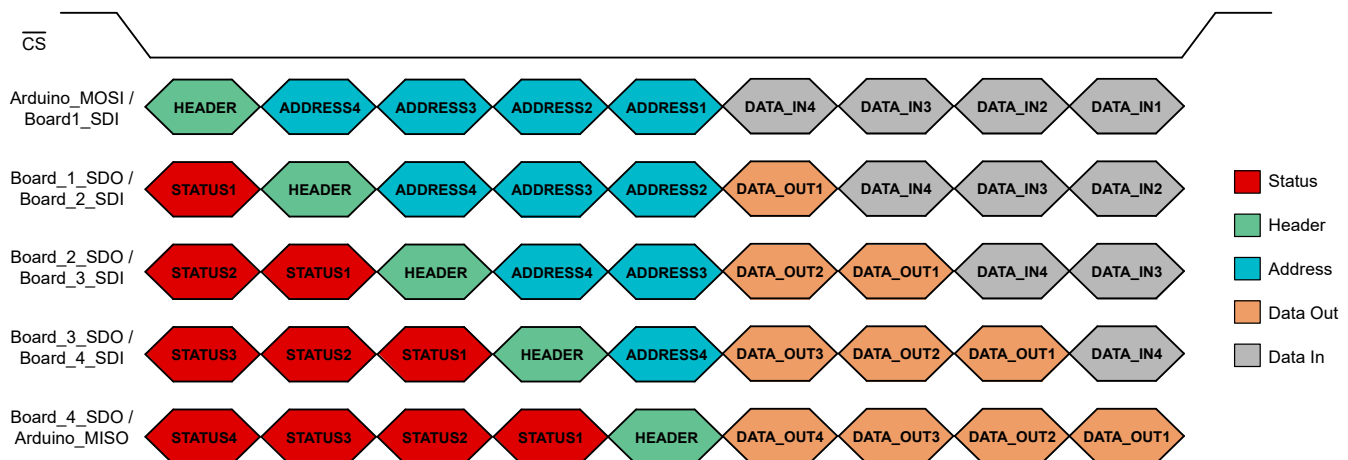 CS
Arduino_MOSI /
Board1_SDI
HEADER ADDRESS4 ADDRESS3 ADDRESS2 ADDRESS1 DATA_IN4 DATA_IN3 DATA_IN2 DATA_IN1
Board_1_SDO /
Board_2_SDI
STATUS1 HEADER ADDRESS4 ADDRESS3 ADDRESS2 DATA_OUT1 DATA_IN4 DATA_IN3 DATA_IN2
Board_2_SDO /
Board_3_SDI
STATUS2 STATUS1 HEADER ADDRESS4 ADDRESS3 DATA_OUT2 DATA_OUT1 DATA_IN4 DATA_IN3
Board_3_SDO /
Board_4_SDI
STATUS3 STATUS2 STATUS1 HEADER ADDRESS4 DATA_OUT3 DATA_OUT2 DATA_OUT1 DATA_IN4
Board_4_SDO /
Arduino_MISO
STATUS4 STATUS3 STATUS2 STATUS1 HEADER DATA_OUT4 DATA_OUT3 DATA_OUT2 DATA_OUT1
Status
Header
Address
Data Out
Data In